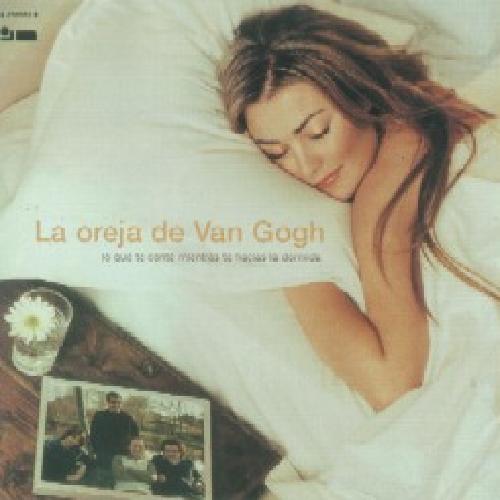 La oreja de Van Gogh
lo que te conté mientras te hacías la dormida